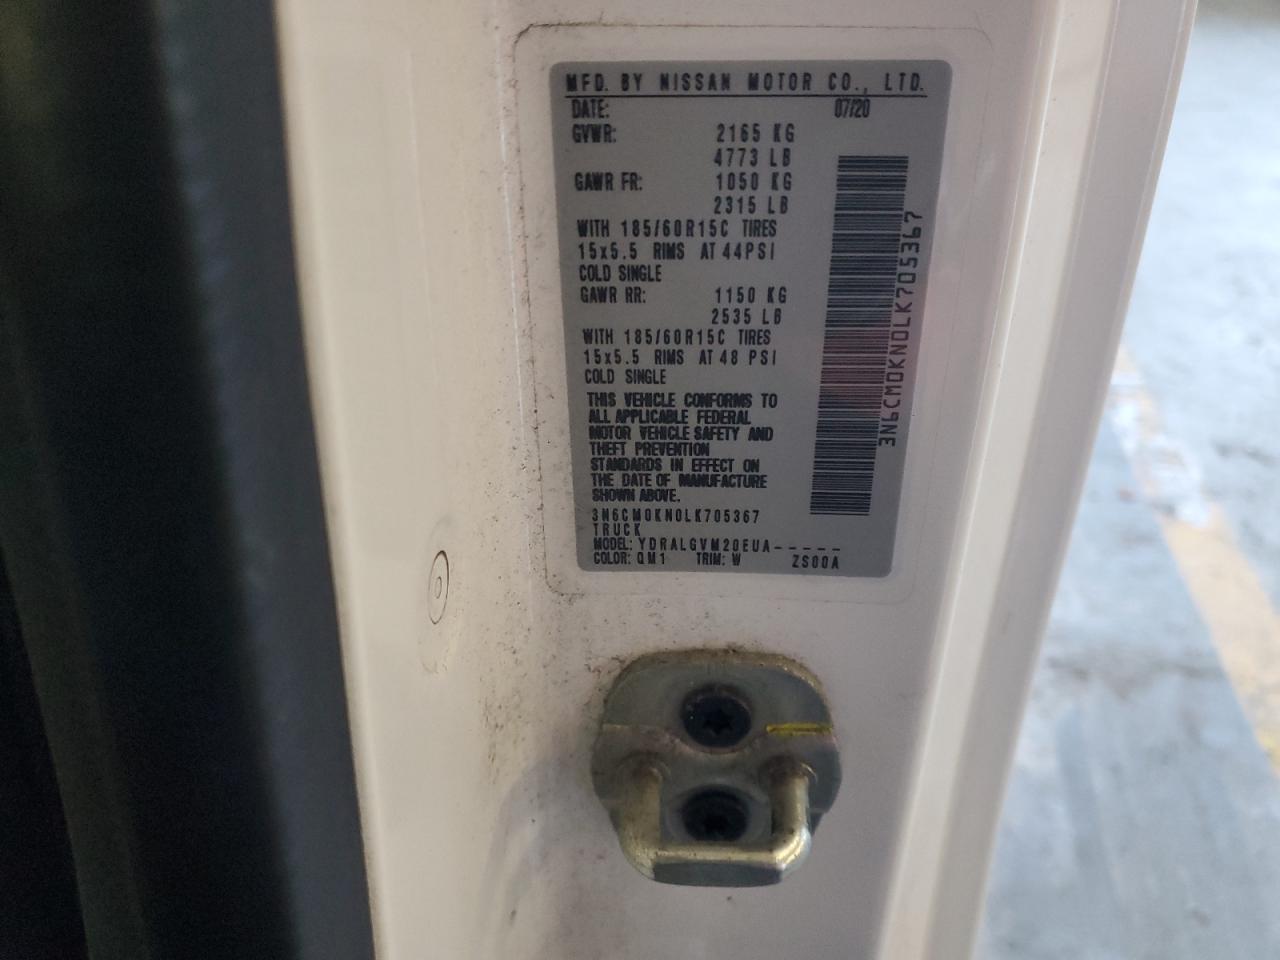 MFD. BY NISSAN MOTOR CO., LTD.
DATE: 07/20
GVWR: 2165 KG
4773 LB
GAWR FR: 1050 KG
2315 LB
WITH 185/60R15C TIRES
15x5.5 RIMS AT 44PSI
COLD SINGLE
GAWR RR: 1150 KG
2535 LB
WITH 185/60R15C TIRES
15x5.5 RIMS AT 48 PSI
COLD SINGLE
THIS VEHICLE CONFORMS TO
ALL APPLICABLE FEDERAL
MOTOR VEHICLE SAFETY AND
THEFT PREVENTION
STANDARDS IN EFFECT ON
THE DATE OF MANUFACTURE
SHOWN ABOVE.
3N6CM0KN0LK705367
TRUCK
MODEL: YDRALGVM20EUA-----
COLOR: QM1 TRIM: W ZS00A
3N6CM0KN0LK705367